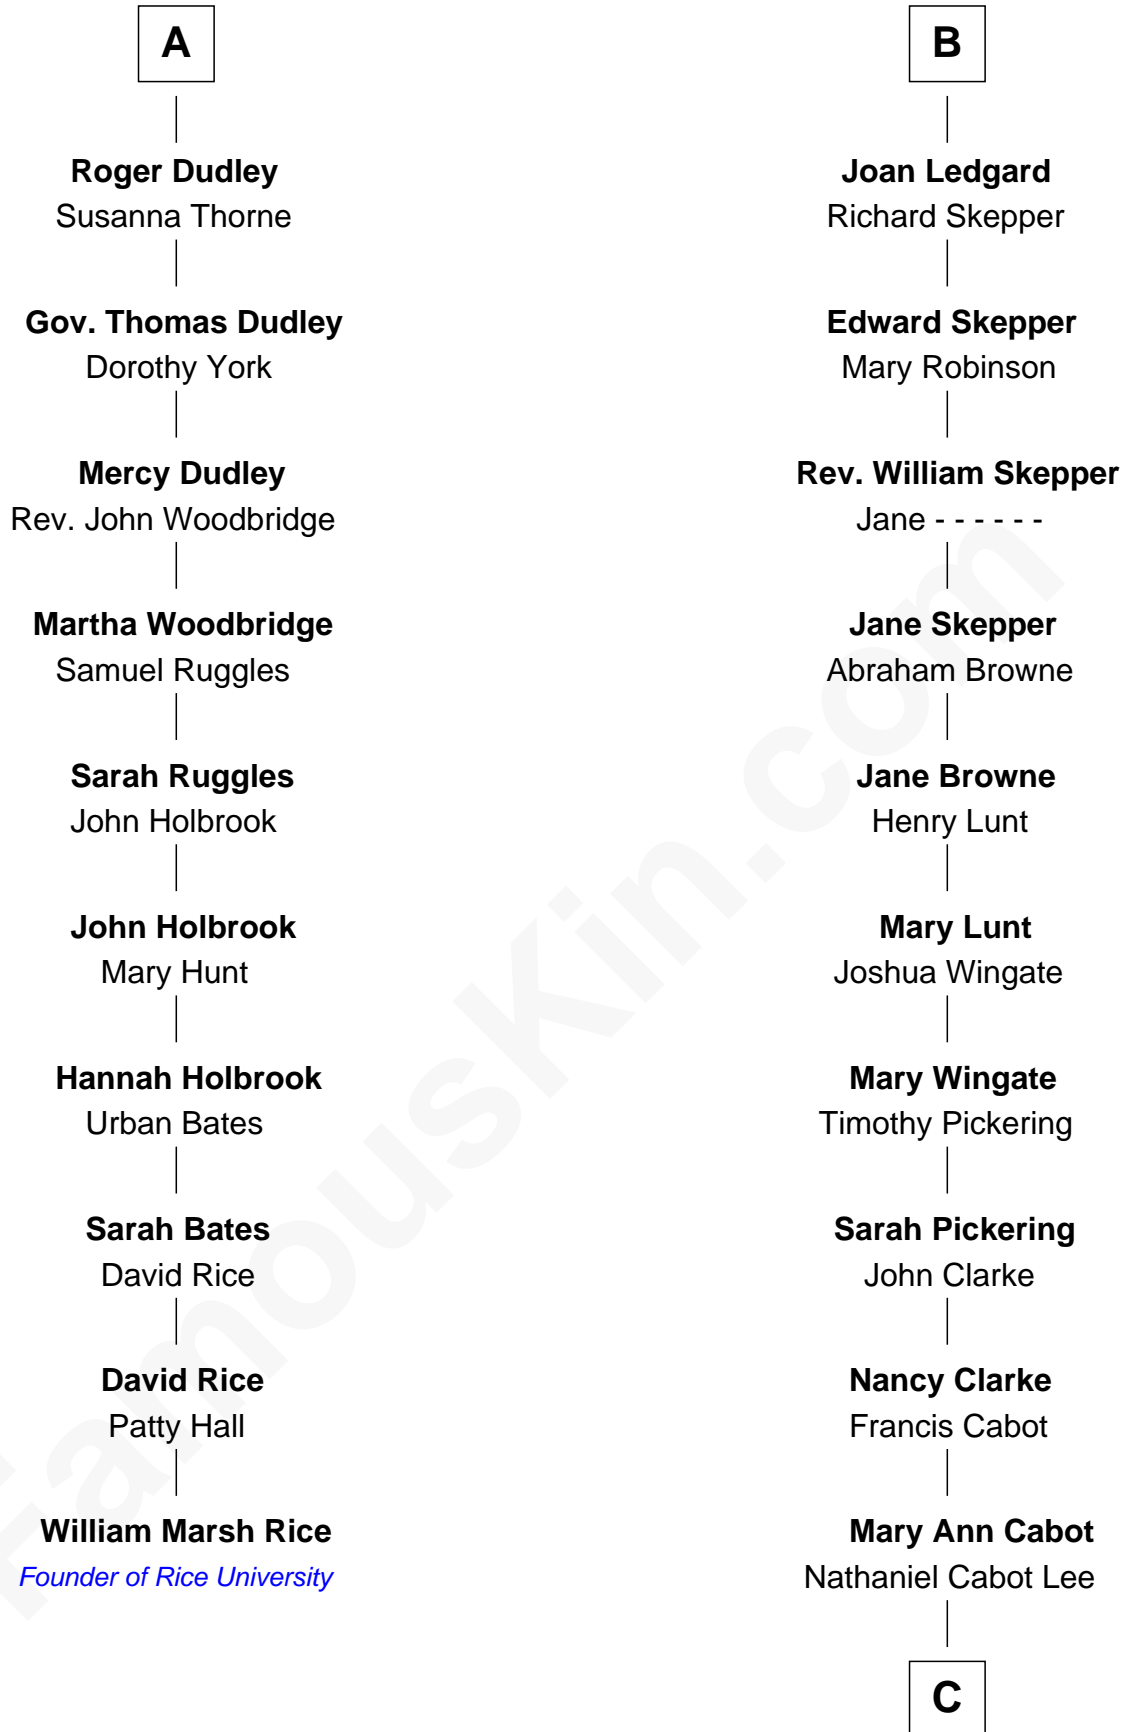 A
Roger Dudley
Susanna Thorne
Gov. Thomas Dudley
Dorothy York
Mercy Dudley
Rev. John Woodbridge
Martha Woodbridge
Samuel Ruggles
Sarah Ruggles
John Holbrook
John Holbrook
Mary Hunt
Hannah Holbrook
Urban Bates
Sarah Bates
David Rice
David Rice
Patty Hall
William Marsh Rice
Founder of Rice University
B
Joan Ledgard
Richard Skepper
Edward Skepper
Mary Robinson
Rev. William Skepper
Jane - - - - - -
Jane Skepper
Abraham Browne
Jane Browne
Henry Lunt
Mary Lunt
Joshua Wingate
Mary Wingate
Timothy Pickering
Sarah Pickering
John Clarke
Nancy Clarke
Francis Cabot
Mary Ann Cabot
Nathaniel Cabot Lee
C
FamousKin.com